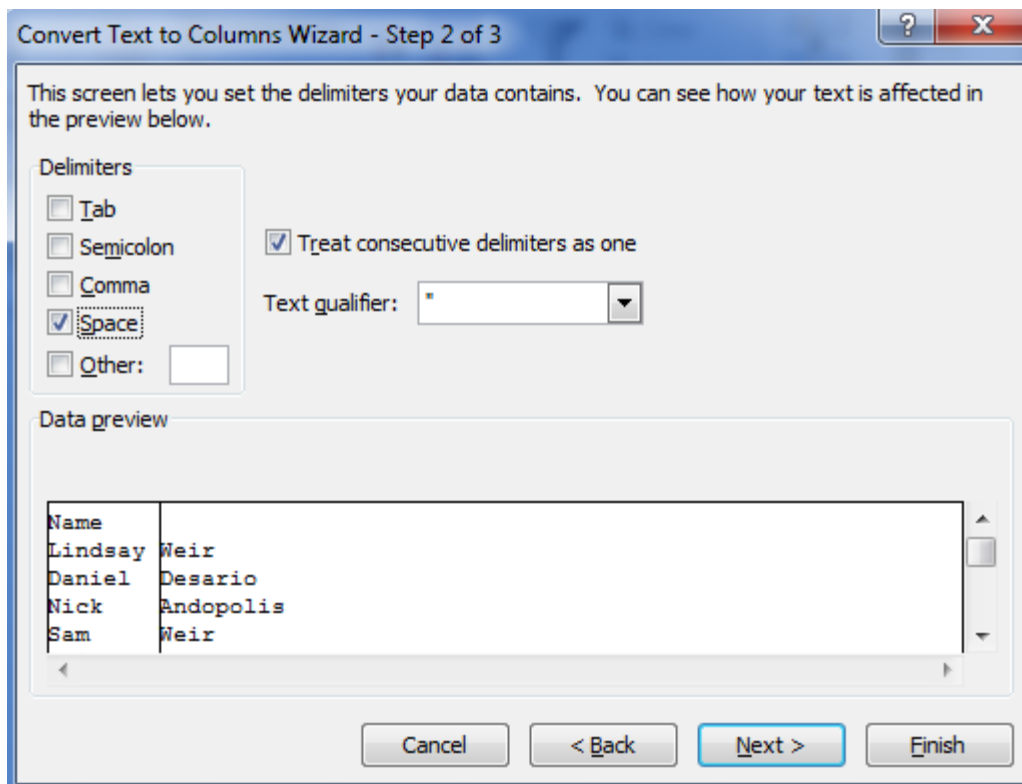 Convert Text to Columns Wizard - Step 2 of 3
?
This screen lets you set the delimiters your data contains.  You can see how your text is affected in
the preview below.
Delimiters
Tab
Semicolon
Comma
Space
Other:
Treat consecutive delimiters as one
Text qualifier: "
Data preview
Name
Lindsay Weir
Daniel Desario
Nick Andopolis
Sam Weir
Cancel < Back Next > Finish